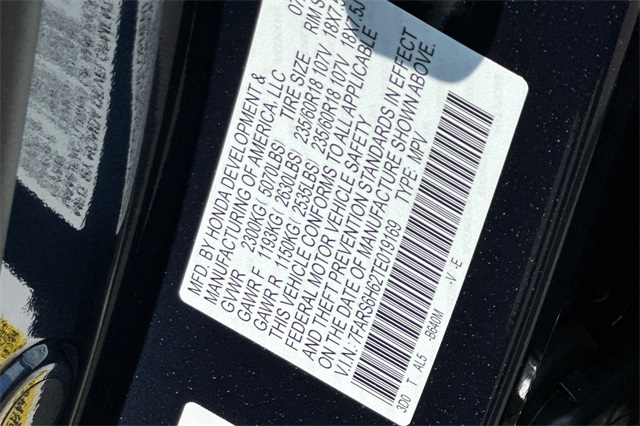 MFD. BY HONDA DEVELOPMENT & 07
MANUFACTURING OF AMERICA, LLC
GVWR 2300KG( 5070LBS) TIRE SIZE RIM S
GAWR F 1193KG( 2630LBS) 235/60R18 107V 18X7.5J
GAWR R 1150KG( 2535LBS) 235/60R18 107V 18X7.5J
THIS VEHICLE CONFORMS TO ALL APPLICABLE
FEDERAL MOTOR VEHICLE SAFETY
AND THEFT PREVENTION STANDARDS IN EFFECT
ON THE DATE OF MANUFACTURE SHOWN ABOVE.
V.I.N: 7FARS6H62TE019169 TYPE: MPV
3D0 T AL5 -B640M -V -E